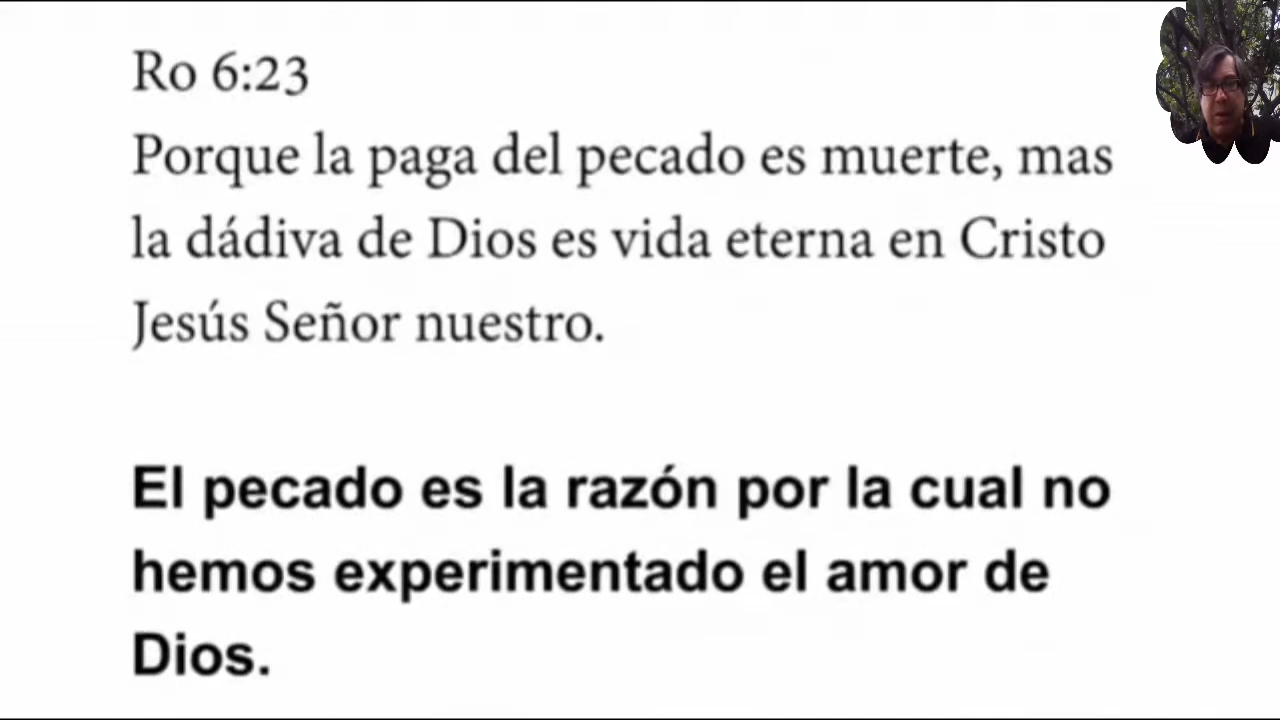 Ro 6:23
Porque la paga del pecado es muerte, mas
la dádiva de Dios es vida eterna en Cristo
Jesús Señor nuestro.
El pecado es la razón por la cual no
hemos experimentado el amor de
Dios.